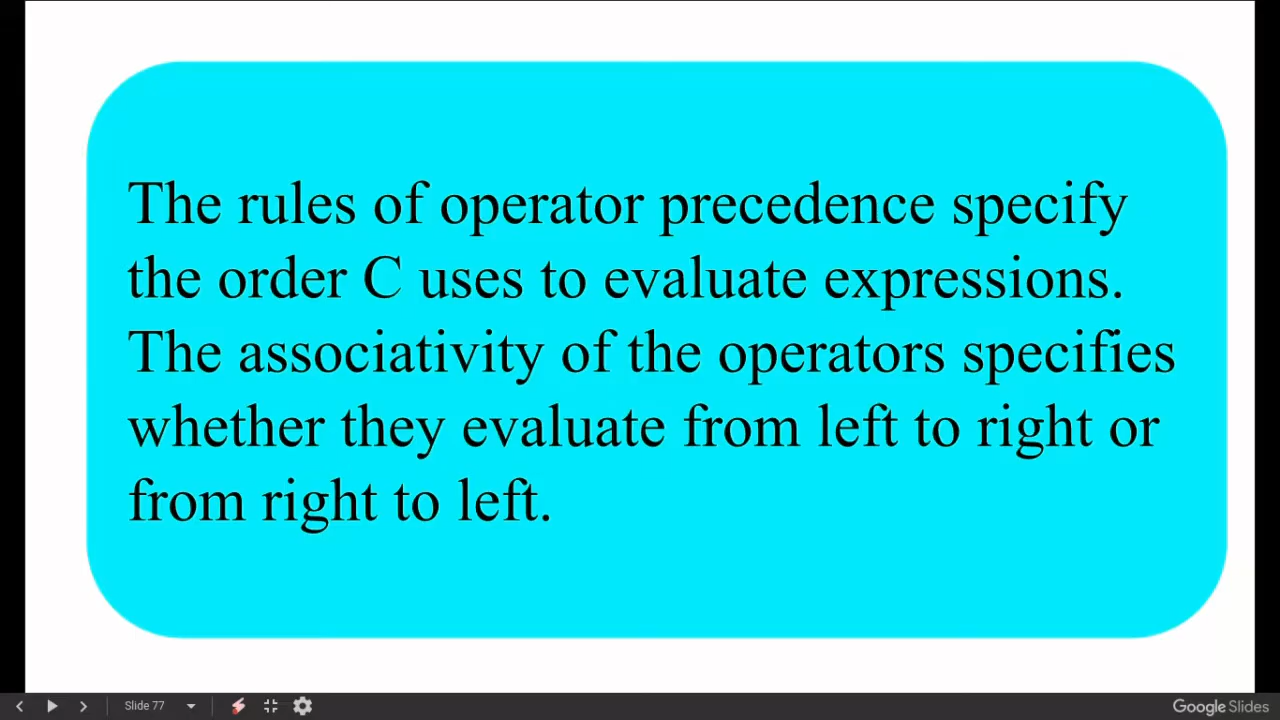 The rules of operator precedence specify
the order C uses to evaluate expressions.
The associativity of the operators specifies
whether they evaluate from left to right or
from right to left.
Slide 77
Google Slides